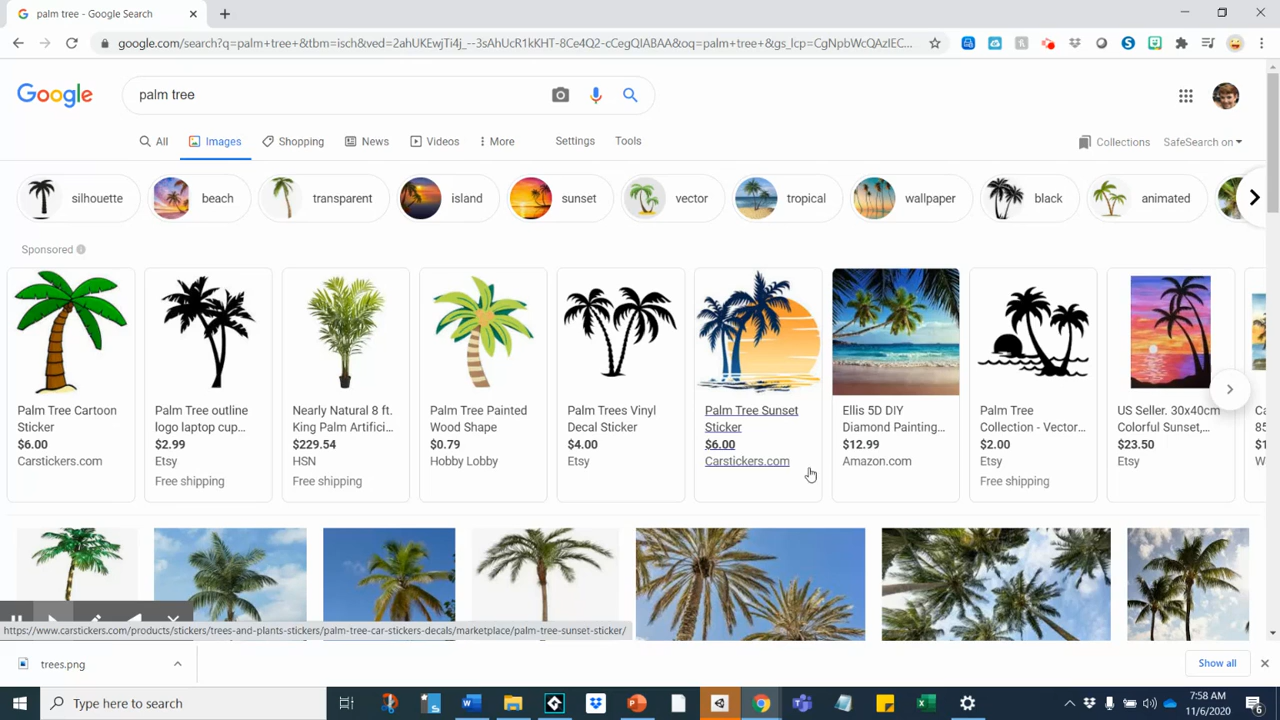 palm tree - Google Search
google.com/search?q=palm+tree+&tbm=isch&ved=2ahUKEwjTi4j_--3sAhUcR1kKHT-8Ce4Q2-cCegQIABAA&oq=palm+tree+&gs_lcp=CgNpbWcQAzIEC...
Google
palm tree
All Images Shopping News Videos More Settings Tools Collections SafeSearch on
silhouette beach transparent island sunset vector tropical wallpaper black animated
Sponsored
Palm Tree Cartoon
Sticker
$6.00
Carstickers.com
Palm Tree outline
logo laptop cup...
$2.99
Etsy
Free shipping
Nearly Natural 8 ft.
King Palm Artifici...
$229.54
HSN
Free shipping
Palm Tree Painted
Wood Shape
$0.79
Hobby Lobby
Palm Trees Vinyl
Decal Sticker
$4.00
Etsy
Palm Tree Sunset
Sticker
$6.00
Carstickers.com
Ellis 5D DIY
Diamond Painting...
$12.99
Amazon.com
Palm Tree
Collection - Vector...
$2.00
Etsy
Free shipping
US Seller. 30x40cm
Colorful Sunset,...
$23.50
Etsy
https://www.carstickers.com/products/stickers/trees-and-plants-stickers/palm-tree-car-stickers-decals/marketplace/palm-tree-sunset-sticker/
trees.png
Show all
Type here to search
7:58 AM
11/6/2020
6